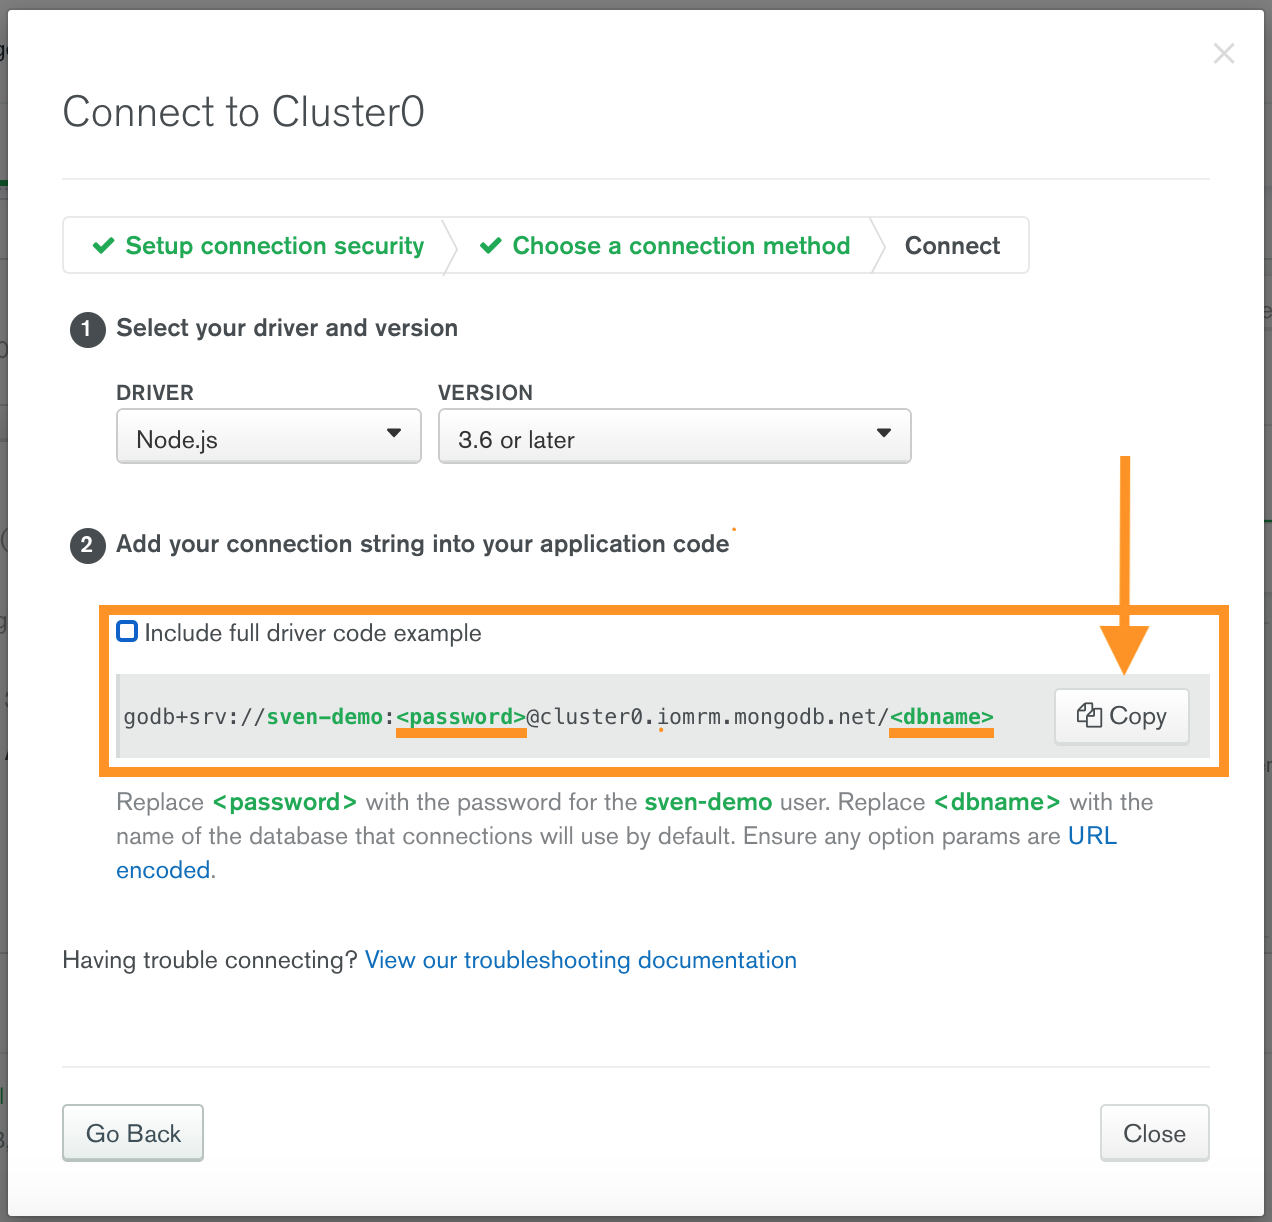 Connect to Cluster0
Setup connection security
Choose a connection method
Connect
1 Select your driver and version
DRIVER VERSION
Node.js 3.6 or later
2 Add your connection string into your application code
Include full driver code example
godb+srv://sven-demo:<password>@cluster0.iomrm.mongodb.net/<dbname>
Copy
Replace <password> with the password for the sven-demo user. Replace <dbname> with the
name of the database that connections will use by default. Ensure any option params are URL
encoded.
Having trouble connecting? View our troubleshooting documentation
Go Back
Close